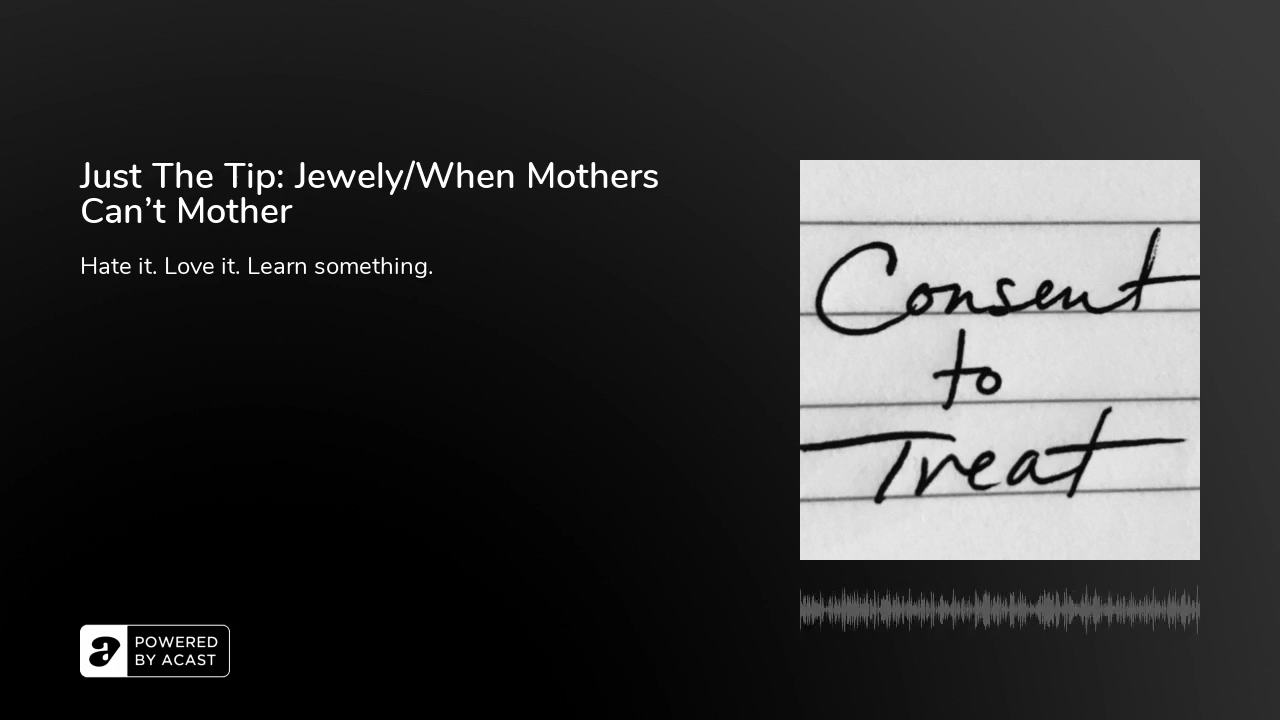 Just The Tip: Jewely/When Mothers
Can’t Mother
Hate it. Love it. Learn something.
Consent
to
Treat
a
POWERED
BY ACAST